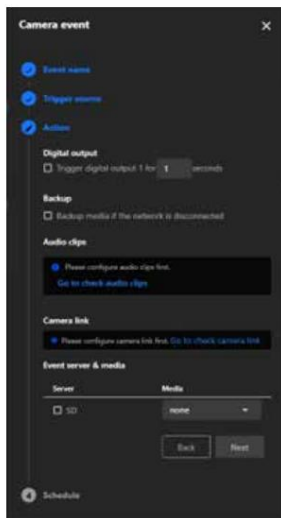 Camera event
Event name
Trigger source
Action
Digital output
Trigger digital output 1 for 1 seconds
Backup
Backup media if the network is disconnected
Audio clips
Please configure audio clips first.
Go to check audio clips
Camera link
Please configure camera link first. Go to check camera link
Event server & media
Server Media
SD none
Back Next
4 Schedule